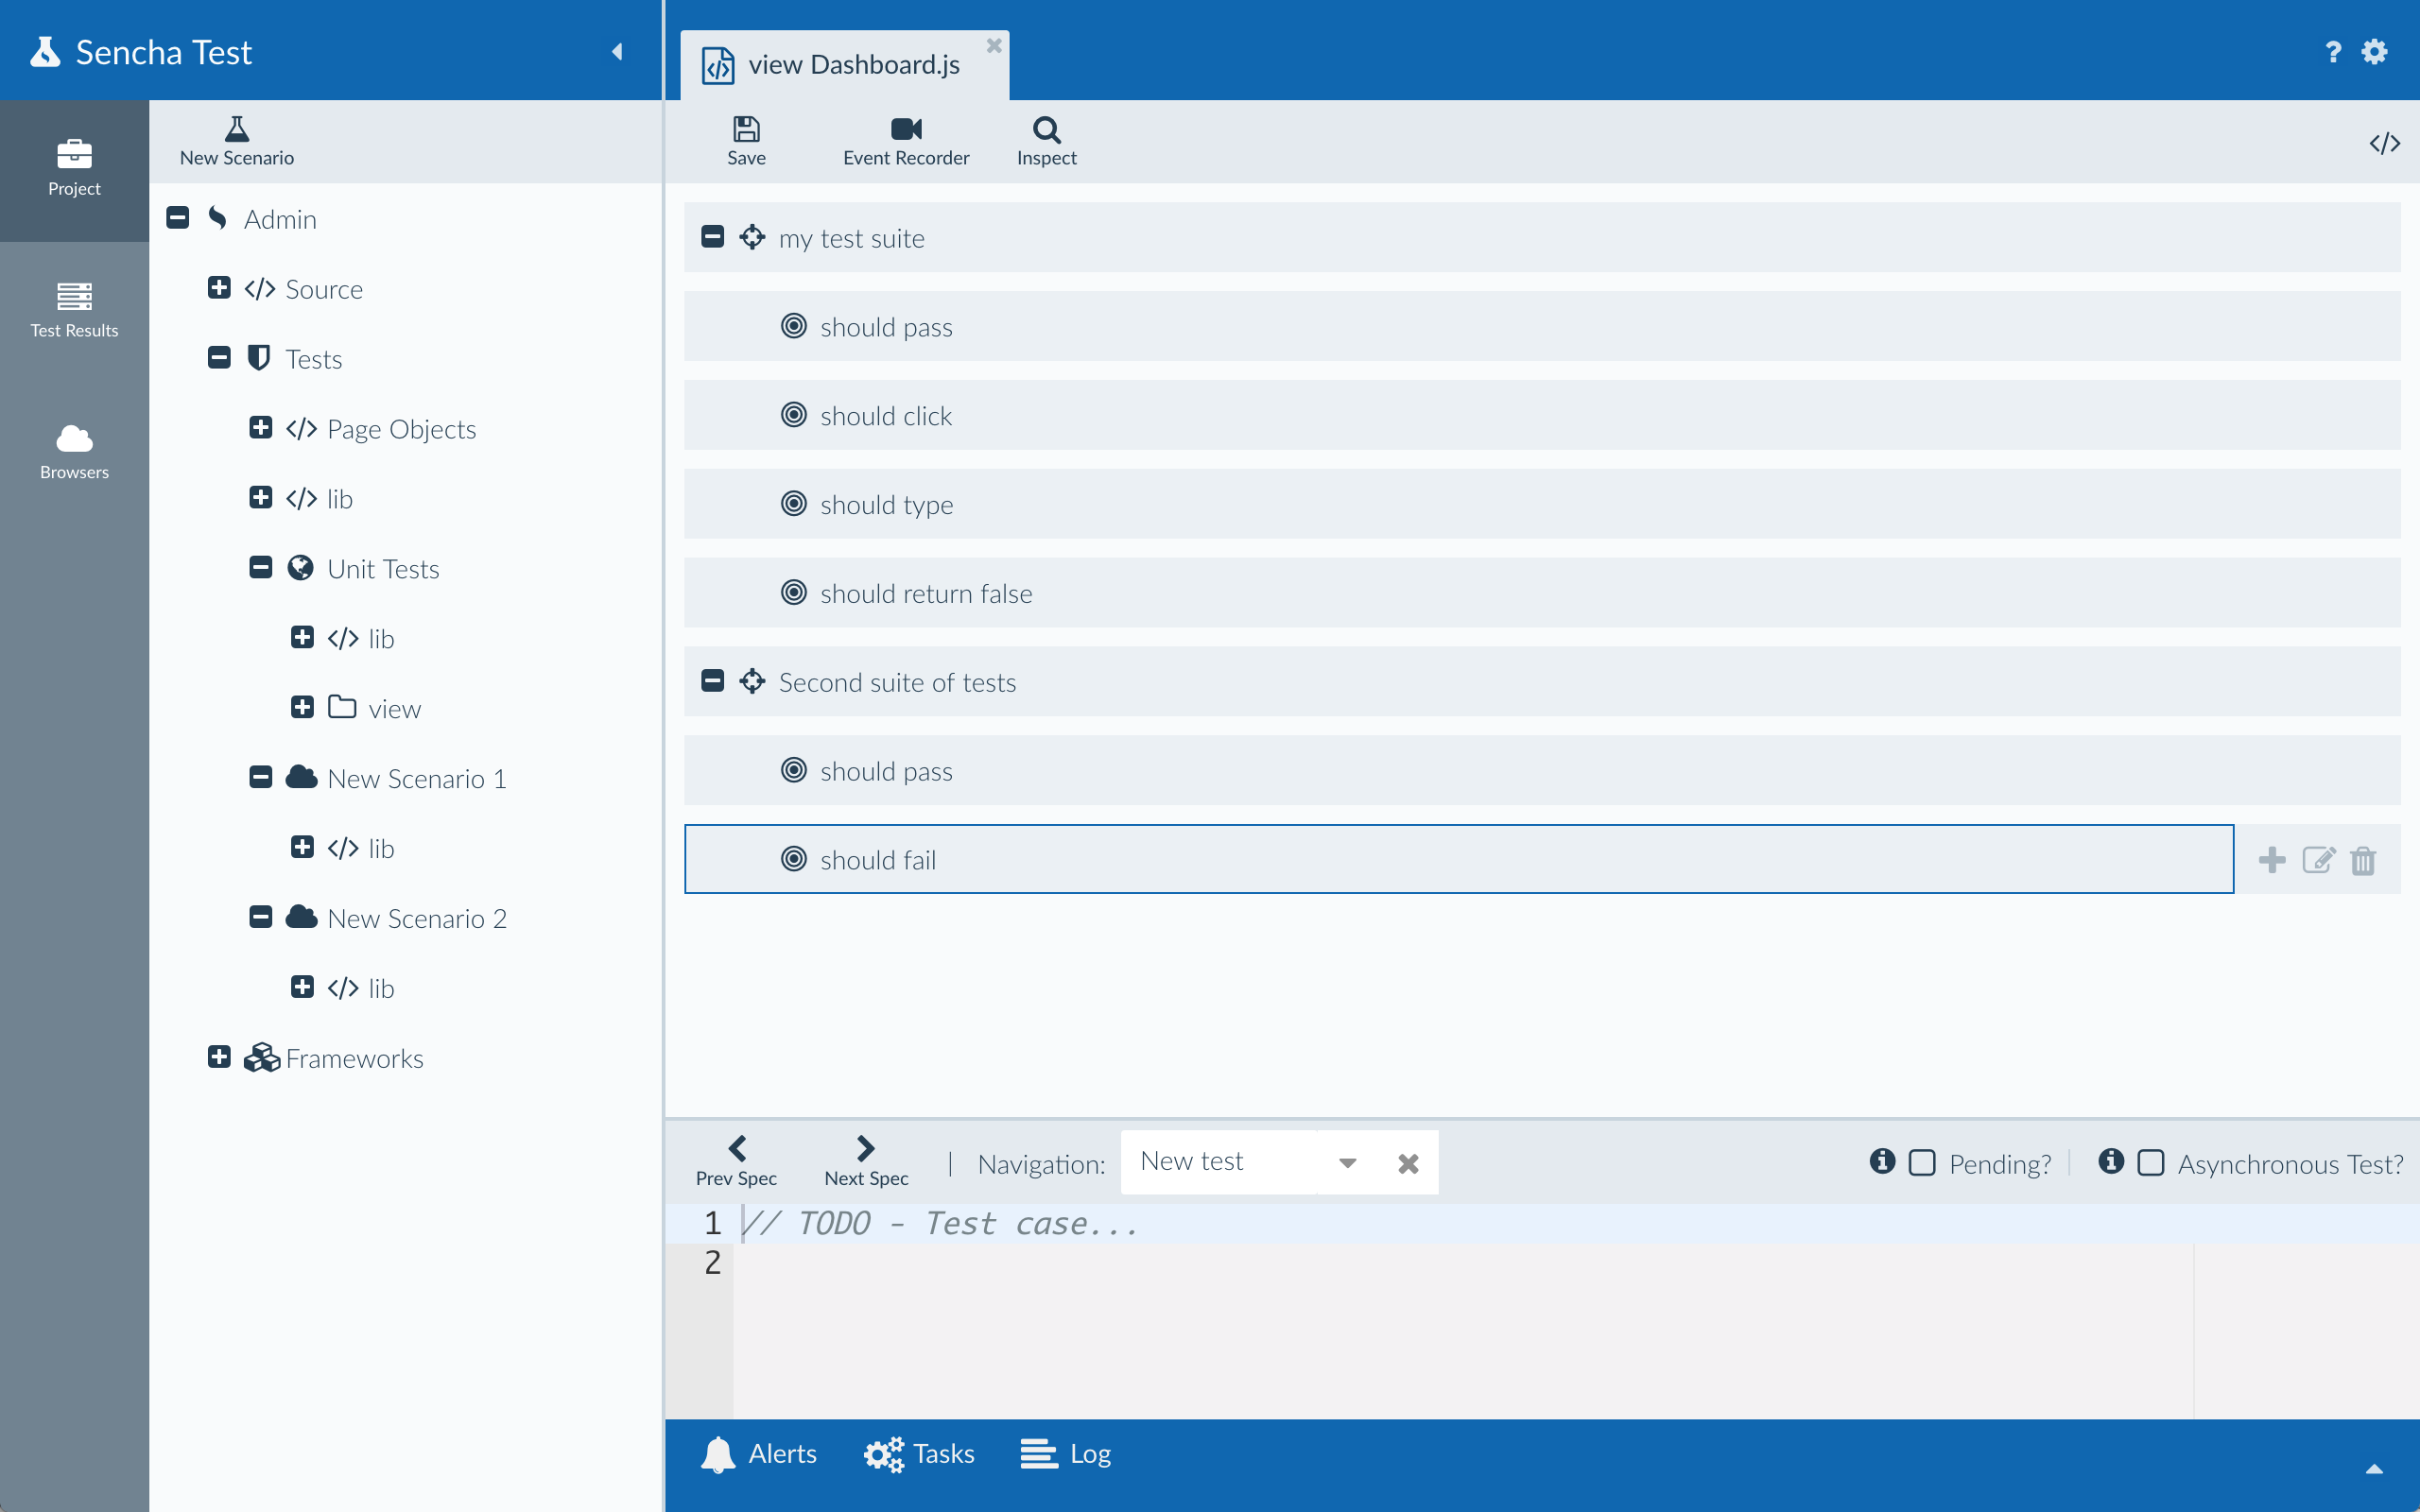 Sencha Test
view Dashboard.js
Project
Test Results
Browsers
New Scenario
Admin
Source
Tests
Page Objects
lib
Unit Tests
lib
view
New Scenario 1
lib
New Scenario 2
lib
Frameworks
Save
Event Recorder
Inspect
my test suite
should pass
should click
should type
should return false
Second suite of tests
should pass
should fail
Prev Spec
Next Spec
Navigation:
New test
Pending?
Asynchronous Test?
1 // TODO - Test case...
2
Alerts
Tasks
Log